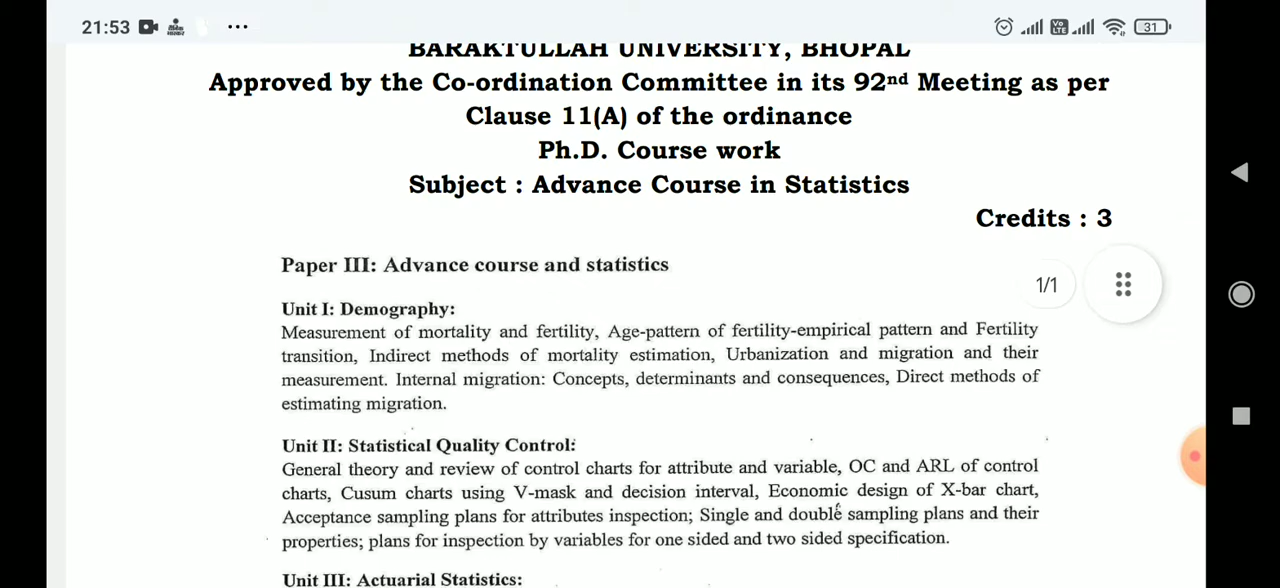 21:53
31
BARAKTULLAH UNIVERSITY, BHOPAL
Approved by the Co-ordination Committee in its 92nd Meeting as per
Clause 11(A) of the ordinance
Ph.D. Course work
Subject : Advance Course in Statistics
Credits : 3
Paper III: Advance course and statistics
1/1
Unit I: Demography:
Measurement of mortality and fertility, Age-pattern of fertility-empirical pattern and Fertility
transition, Indirect methods of mortality estimation, Urbanization and migration and their
measurement. Internal migration: Concepts, determinants and consequences, Direct methods of
estimating migration.
Unit II: Statistical Quality Control:
General theory and review of control charts for attribute and variable, OC and ARL of control
charts, Cusum charts using V-mask and decision interval, Economic design of X-bar chart,
Acceptance sampling plans for attributes inspection; Single and double sampling plans and their
properties; plans for inspection by variables for one sided and two sided specification.
Unit III: Actuarial Statistics: